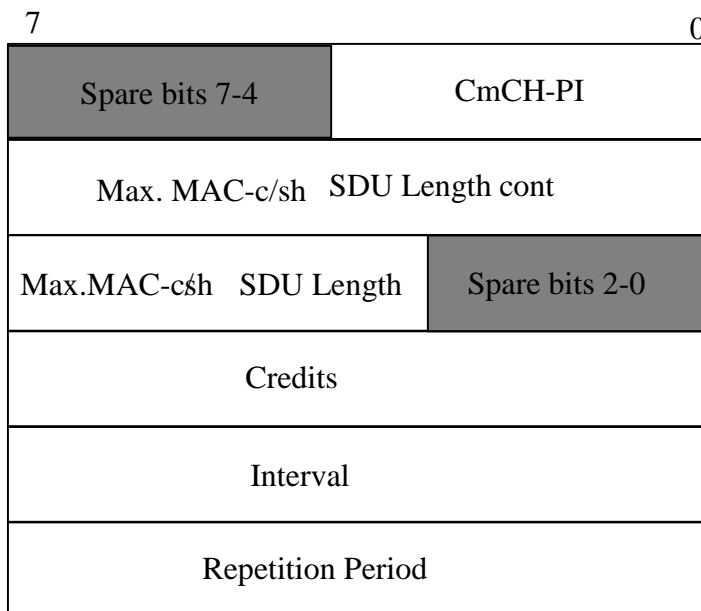 7 0
Spare bits 7-4 CmCH-PI
Max. MAC-c/sh SDU Length cont
Max.MAC-c/sh SDU Length Spare bits 2-0
Credits
Interval
Repetition Period